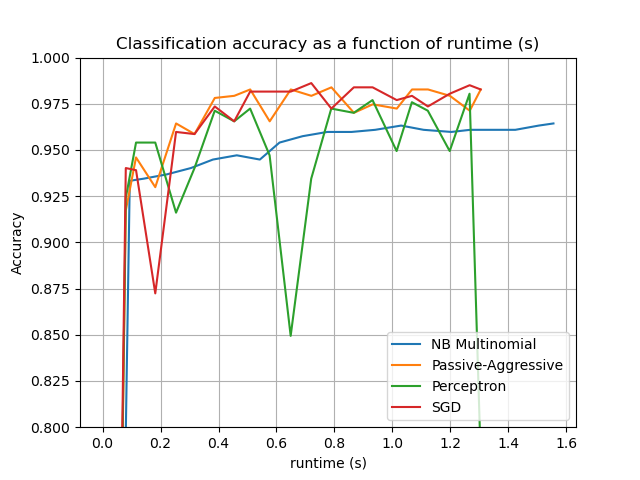 Classification accuracy as a function of runtime (s)
1.000
0.975
0.950
0.925
0.900
0.875
0.850
0.825
0.800
Accuracy
NB Multinomial
Passive-Aggressive
Perceptron
SGD
0.0 0.2 0.4 0.6 0.8 1.0 1.2 1.4 1.6
runtime (s)